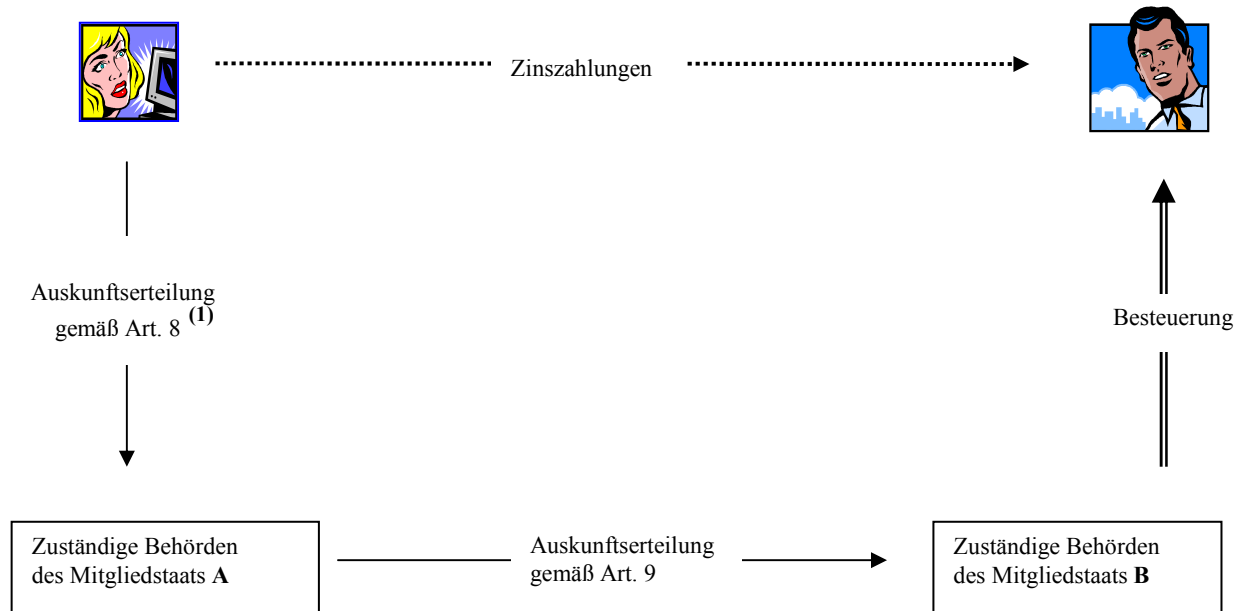 Zinszahlungen
Auskunftserteilung
gemäß Art. 8 (1)
Besteuerung
Zuständige Behörden
des Mitgliedstaats A
Auskunftserteilung
gemäß Art. 9
Zuständige Behörden
des Mitgliedstaats B